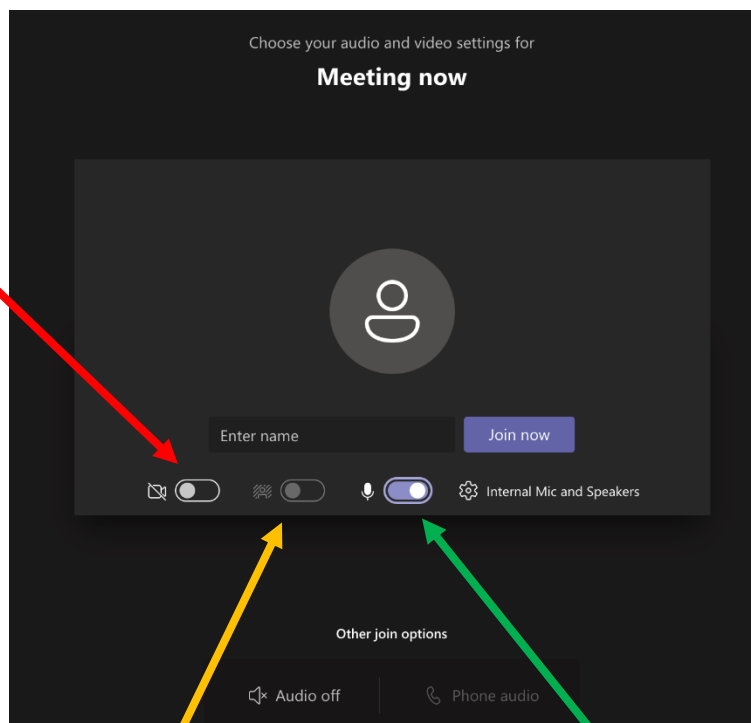 Choose your audio and video settings for
Meeting now
Enter name
Join now
Internal Mic and Speakers
Other join options
Audio off
Phone audio